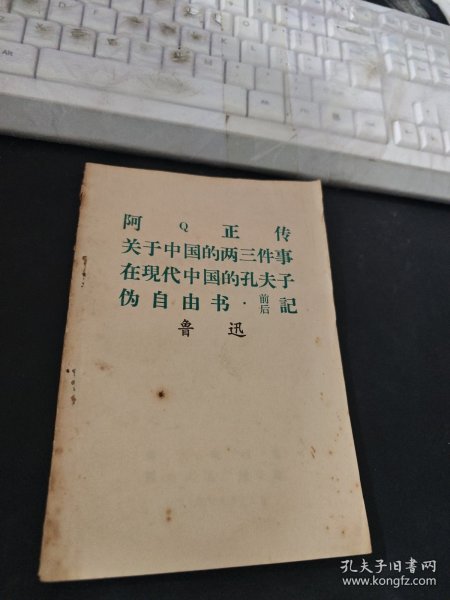 阿Q正传
关于中国的两三件事
在現代中国的孔夫子
伪自由书·前后記
鲁迅
孔夫子旧书网
www.kongfz.com